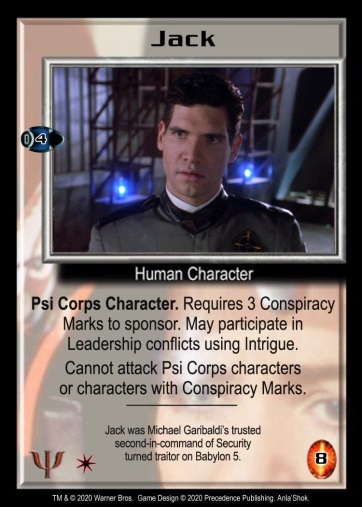 Jack
4
Human Character
Psi Corps Character. Requires 3 Conspiracy
Marks to sponsor. May participate in
Leadership conflicts using Intrigue.
Cannot attack Psi Corps characters
or characters with Conspiracy Marks.
Jack was Michael Garibaldi's trusted
second-in-command of Security
turned traitor on Babylon 5.
8
TM & © 2020 Warner Bros. Game Design © 2020 Precedence Publishing. Anla'Shok.